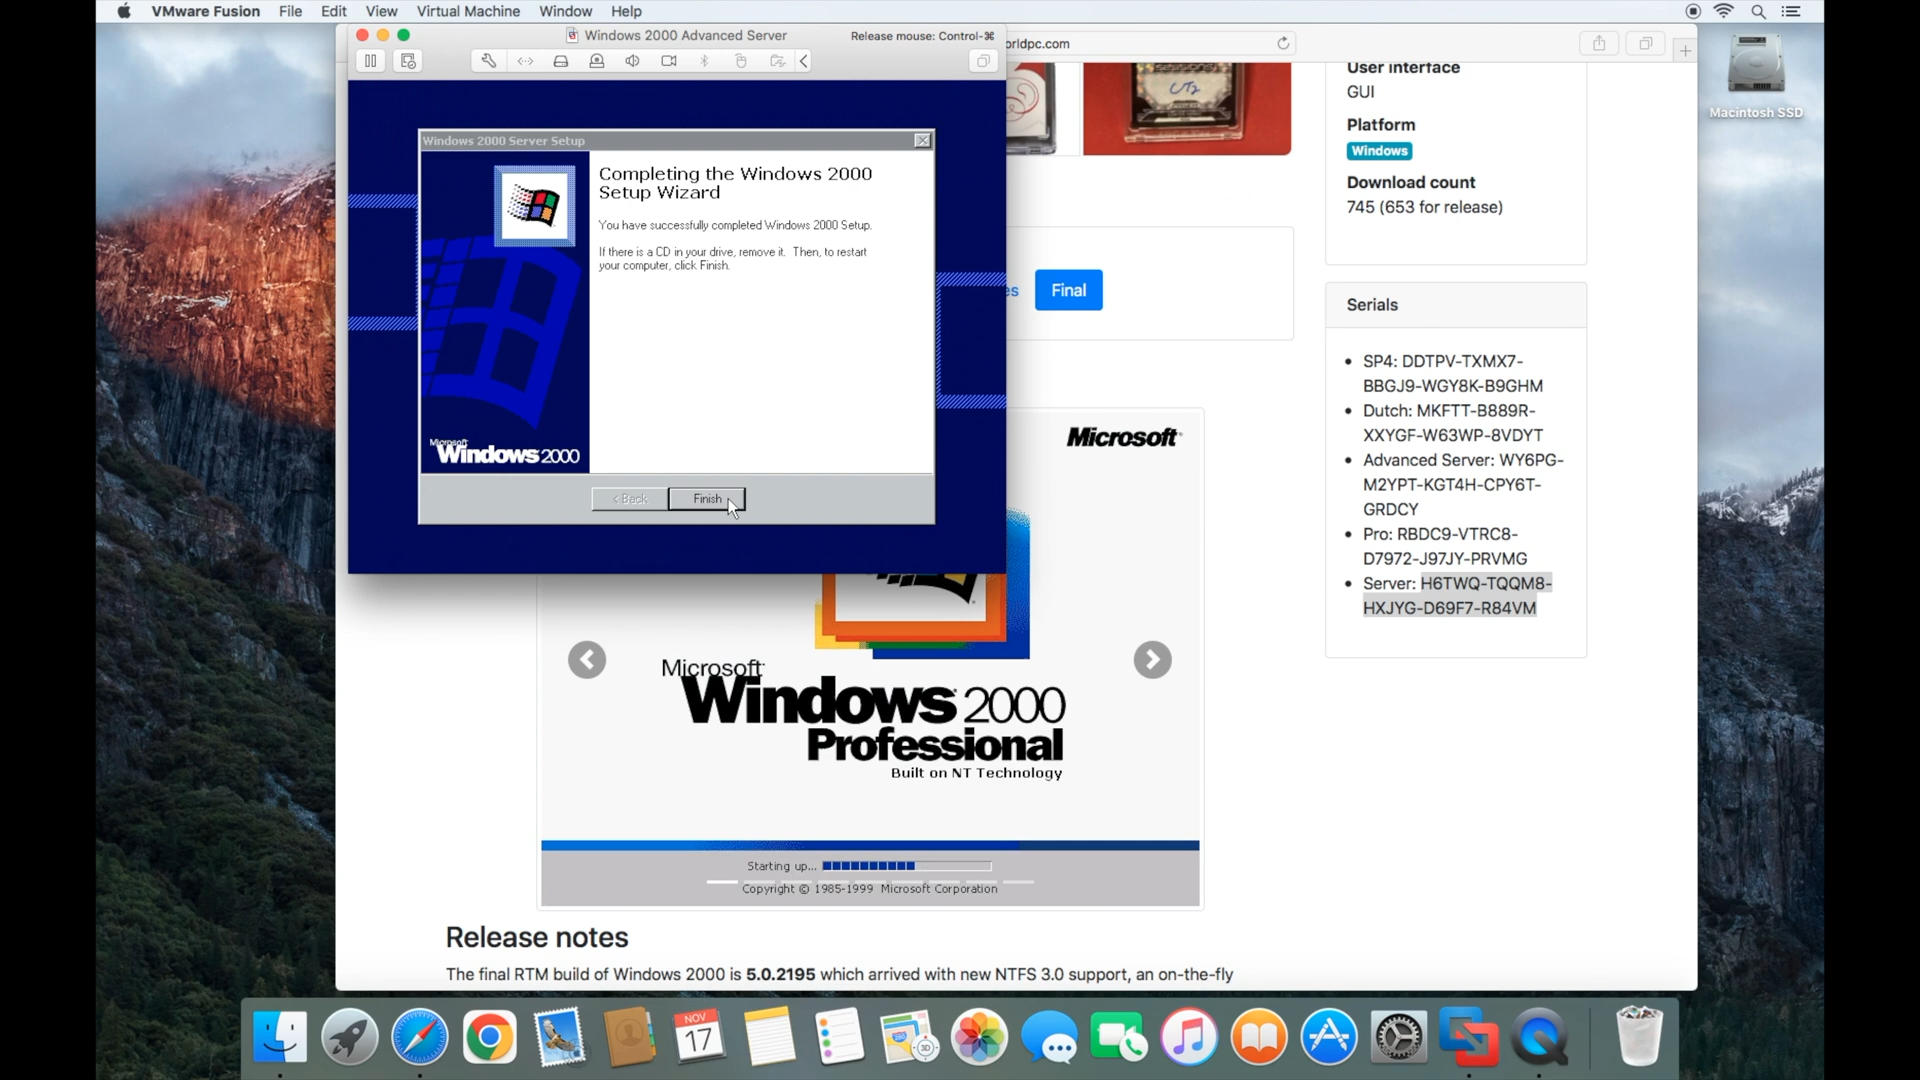 VMware Fusion File Edit View Virtual Machine Window Help
Windows 2000 Advanced Server
Release mouse: Control-⌘
orldpc.com
Macintosh SSD
Windows 2000 Server Setup
Completing the Windows 2000
Setup Wizard
You have successfully completed Windows 2000 Setup.
If there is a CD in your drive, remove it. Then, to restart
your computer, click Finish.
Microsoft
Windows 2000
< Back
Finish
User interface
GUI
Platform
Windows
Download count
745 (653 for release)
es
Final
Serials
SP4: DDTPV-TXMX7-
BBGJ9-WGY8K-B9GHM
Dutch: MKFTT-B889R-
XXYGF-W63WP-8VDYT
Advanced Server: WY6PG-
M2YPT-KGT4H-CPY6T-
GRDCY
Pro: RBDC9-VTRC8-
D7972-J97JY-PRVMG
Server: H6TWQ-TQQM8-
HXJYG-D69F7-R84VM
Microsoft
Microsoft
Windows 2000
Professional
Built on NT Technology
Starting up...
Copyright © 1985-1999 Microsoft Corporation
Release notes
The final RTM build of Windows 2000 is 5.0.2195 which arrived with new NTFS 3.0 support, an on-the-fly
NOV
17
3D